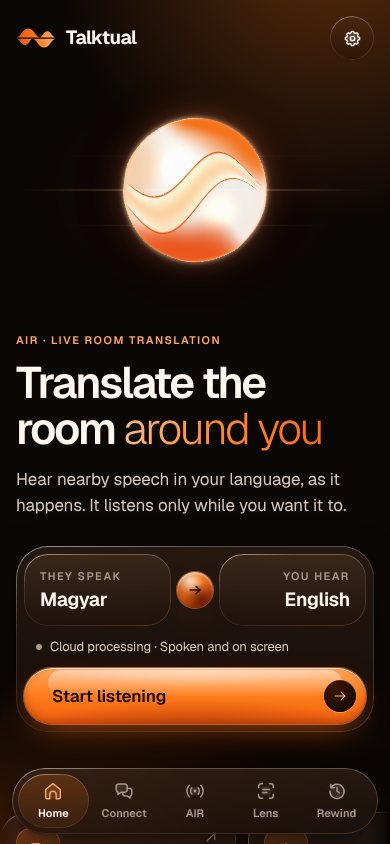 Talktual
AIR · LIVE ROOM TRANSLATION
Translate the
room around you
Hear nearby speech in your language, as it
happens. It listens only while you want it to.
THEY SPEAK
Magyar
YOU HEAR
English
Cloud processing · Spoken and on screen
Start listening
Home
Connect
AIR
Lens
Rewind